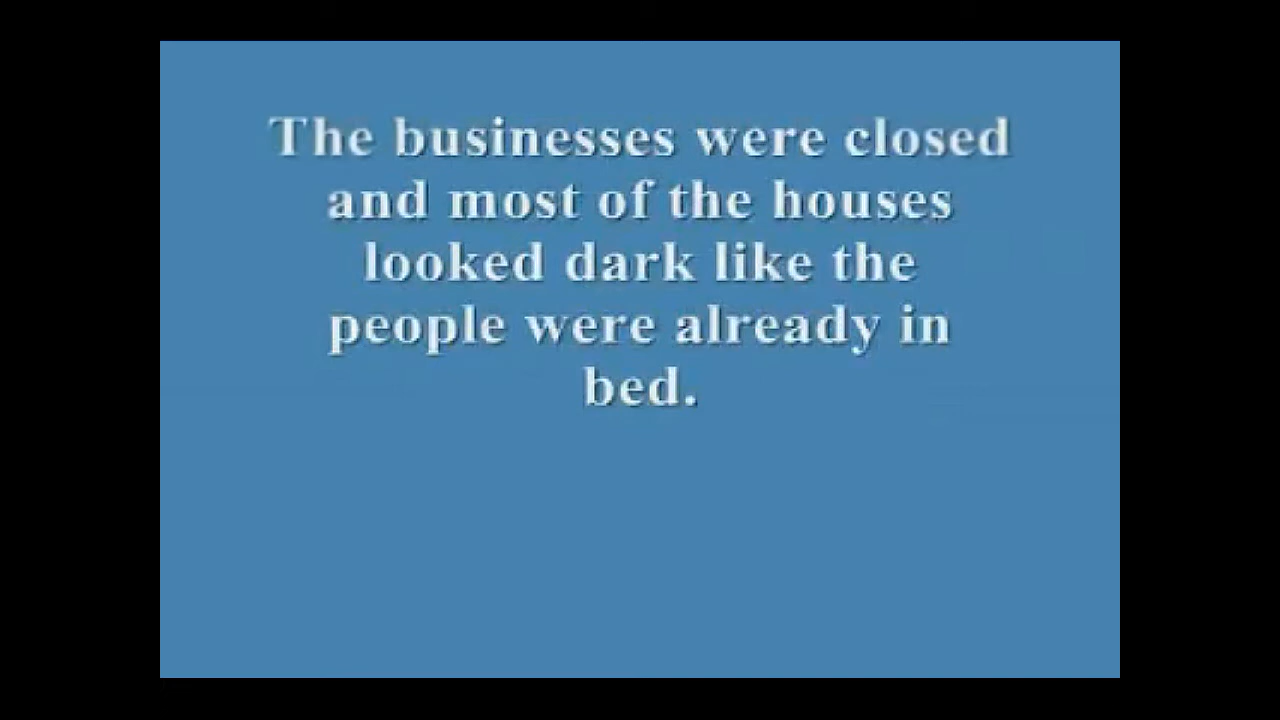 The businesses were closed
and most of the houses
looked dark like the
people were already in
bed.